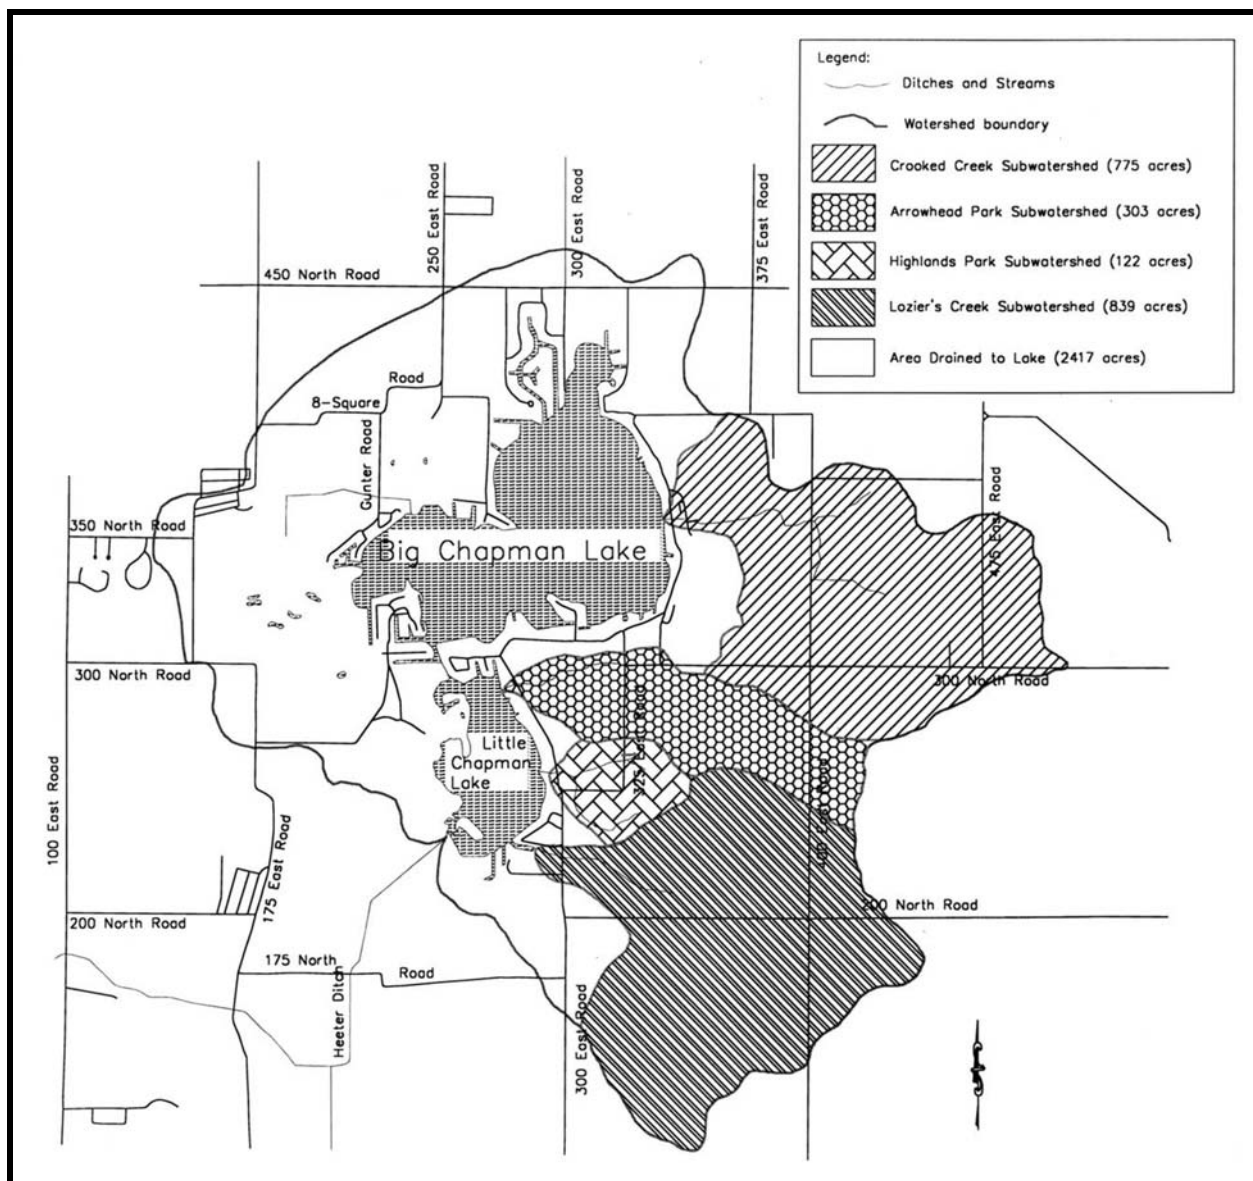 Legend:
Ditches and Streams
Watershed boundary
Crooked Creek Subwatershed (775 acres)
Arrowhead Park Subwatershed (303 acres)
Highlands Park Subwatershed (122 acres)
Lozier's Creek Subwatershed (839 acres)
Area Drained to Lake (2417 acres)
250 East Road
300 East Road
375 East Road
450 North Road
Road
8-Square
Gunter Road
350 North Road
Big Chapman Lake
475 East Road
300 North Road
300 North Road
325 East Road
Little
Chapman
Lake
100 East Road
175 East Road
400 East Road
200 North Road
200 North Road
175 North
Road
Heeter Ditch
300 East Road